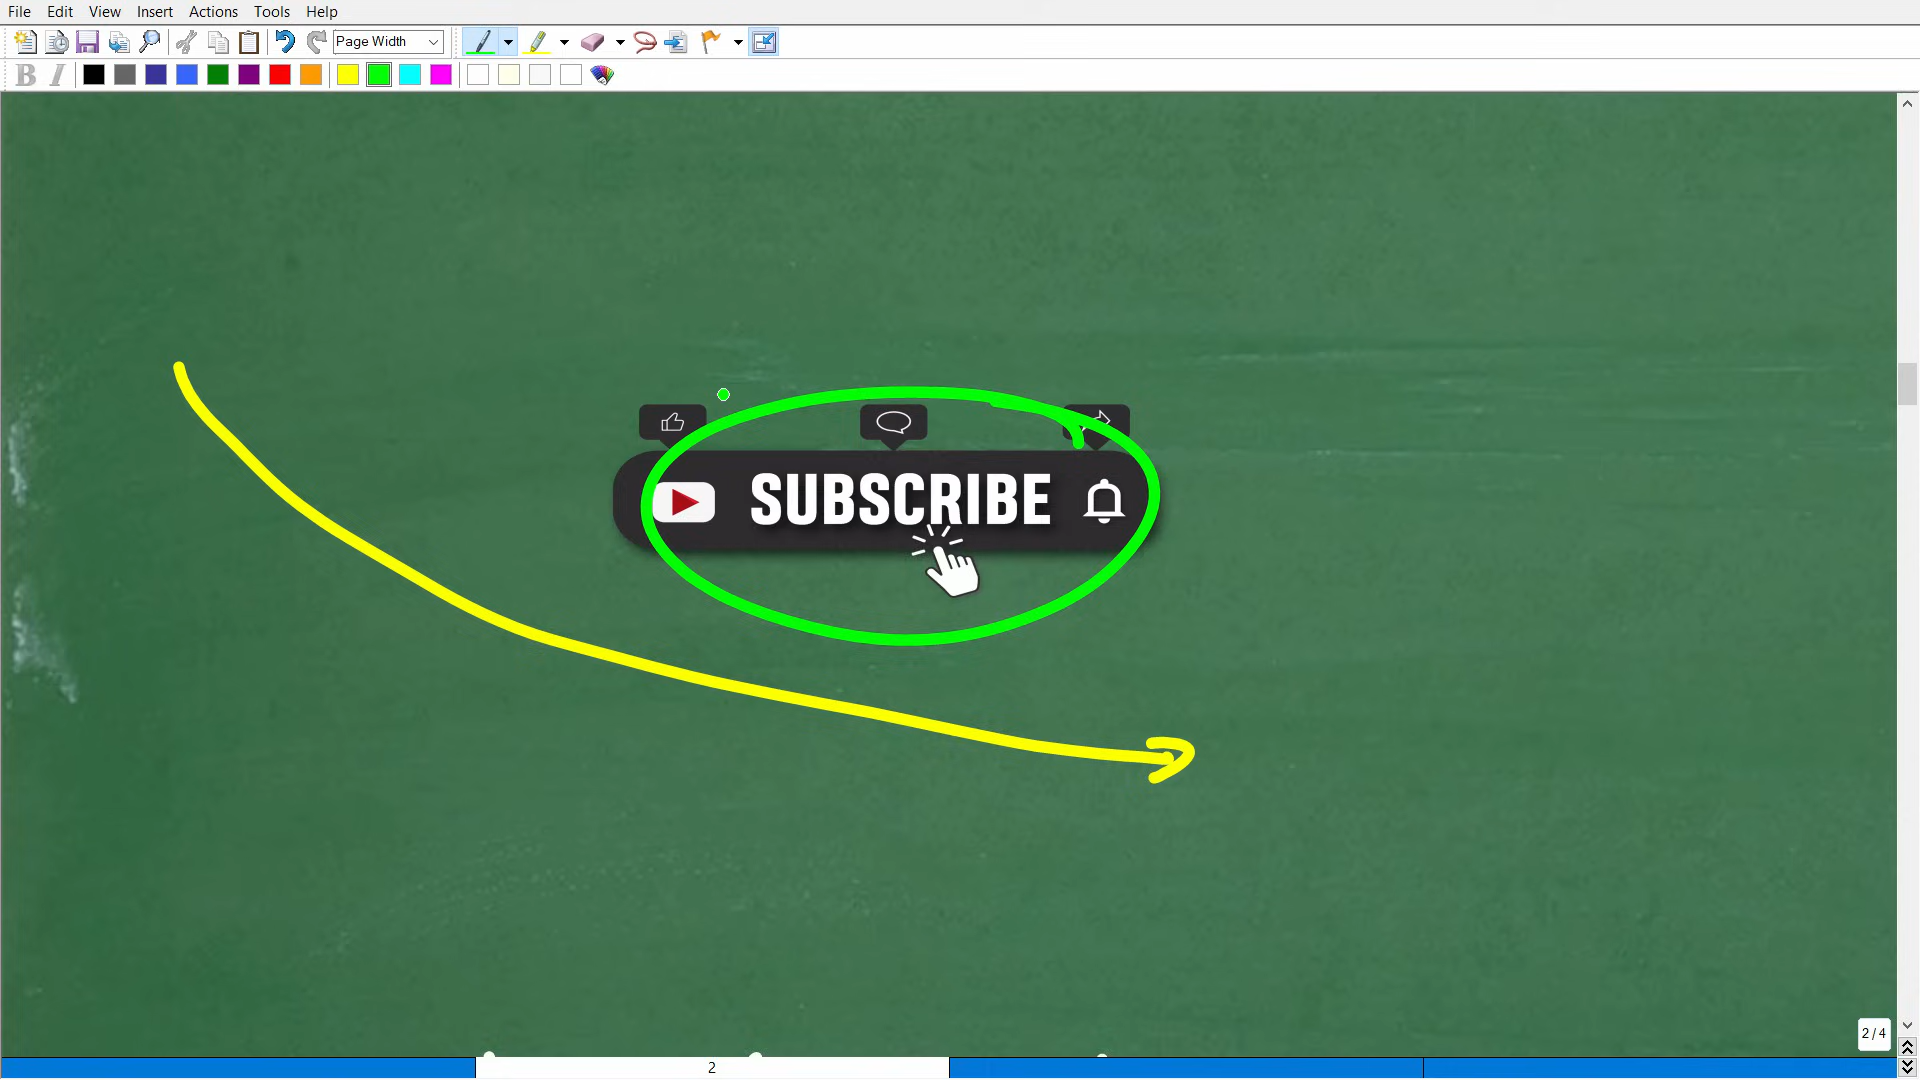 File Edit View Insert Actions Tools Help
Page Width
B I
SUBSCRIBE
2 / 4
2